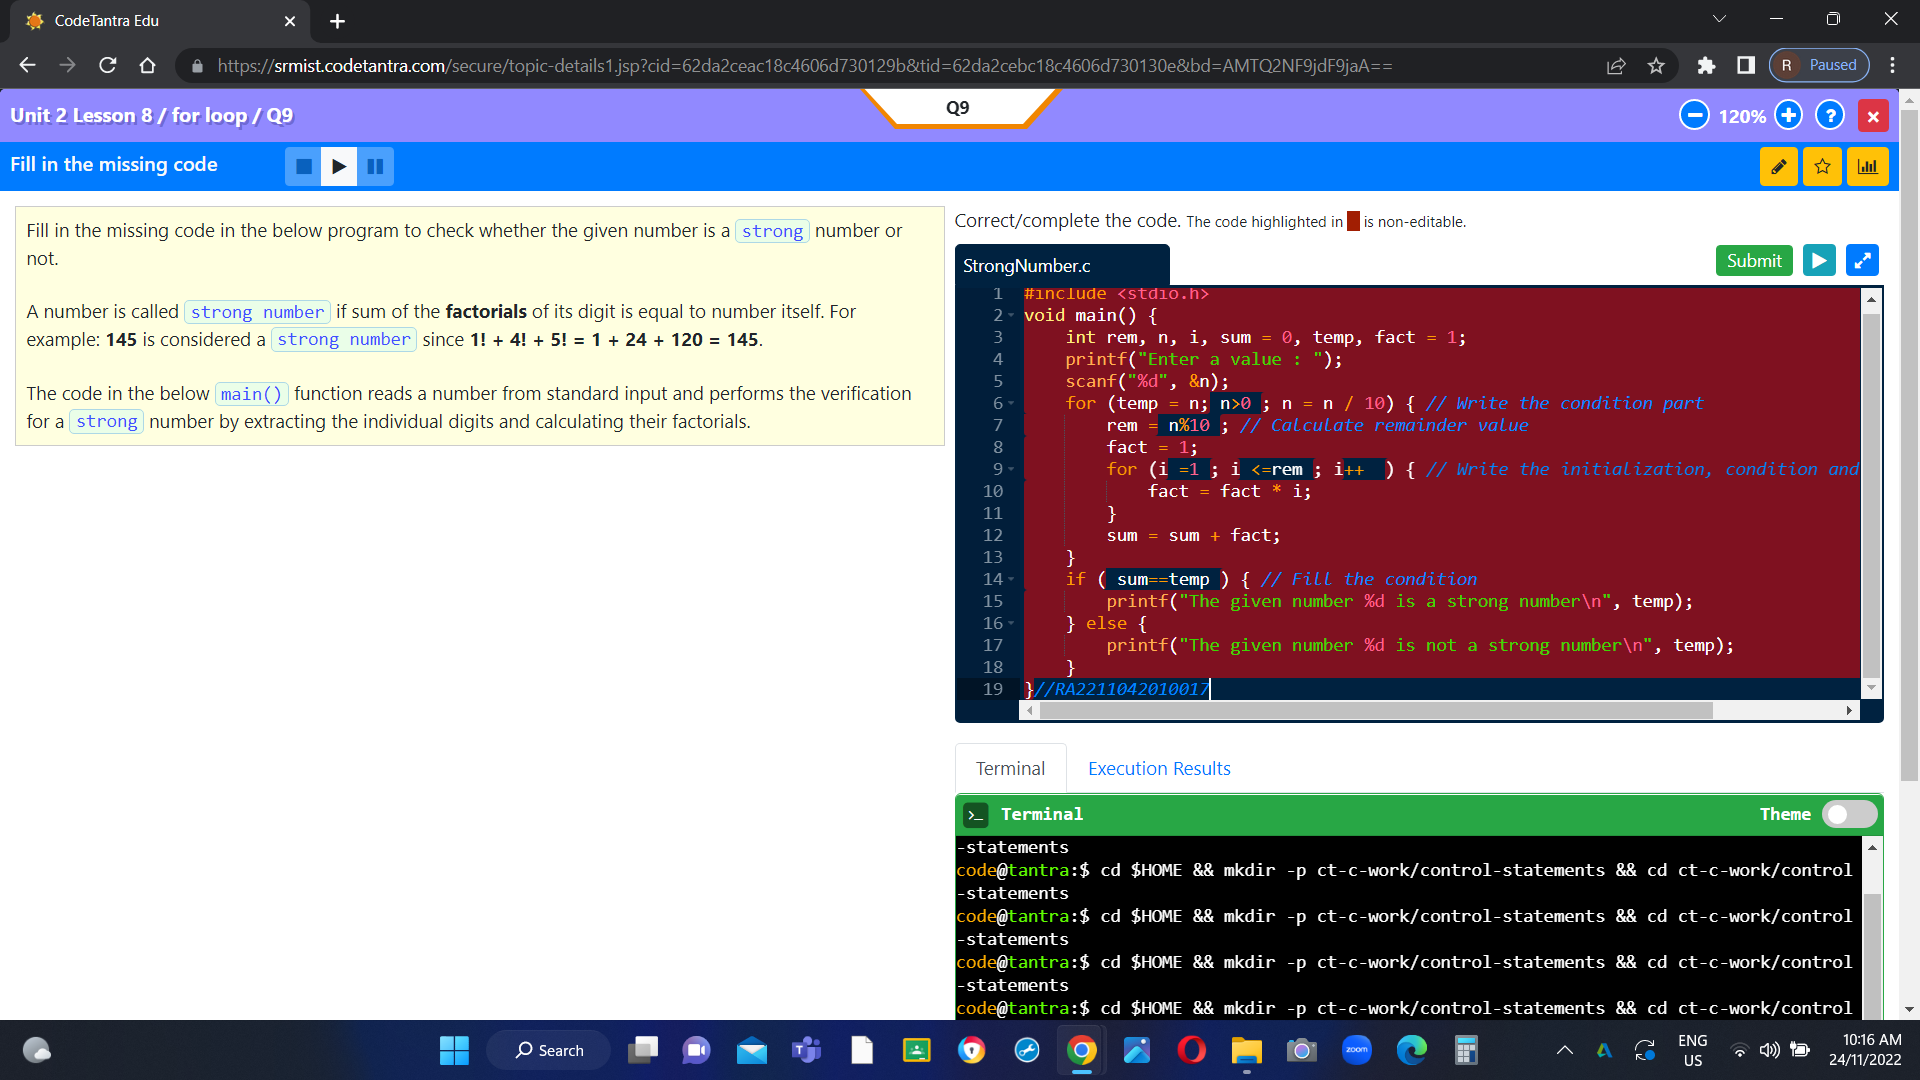 CodeTantra Edu
https://srmist.codetantra.com/secure/topic-details1.jsp?cid=62da2ceac18c4606d730129b&tid=62da2cebc18c4606d730130e&bd=AMTQ2NF9jdF9jaA==
R Paused
Unit 2 Lesson 8 / for loop / Q9
Q9
120%
Fill in the missing code
Fill in the missing code in the below program to check whether the given number is a strong number or
not.
A number is called strong number if sum of the factorials of its digit is equal to number itself. For
example: 145 is considered a strong number since 1! + 4! + 5! = 1 + 24 + 120 = 145.
The code in the below main() function reads a number from standard input and performs the verification
for a strong number by extracting the individual digits and calculating their factorials.
Correct/complete the code. The code highlighted in is non-editable.
StrongNumber.c
Submit
1 #include <stdio.h>
2 void main() {
3 int rem, n, i, sum = 0, temp, fact = 1;
4 printf("Enter a value : ");
5 scanf("%d", &n);
6 for (temp = n; n>0 ; n = n / 10) { // Write the condition part
7 rem = n%10 ; // Calculate remainder value
8 fact = 1;
9 for (i =1 ; i <=rem ; i++ ) { // Write the initialization, condition and
10 fact = fact * i;
11 }
12 sum = sum + fact;
13 }
14 if ( sum==temp ) { // Fill the condition
15 printf("The given number %d is a strong number\n", temp);
16 } else {
17 printf("The given number %d is not a strong number\n", temp);
18 }
19 }//RA2211042010017
Terminal
Execution Results
>_ Terminal
Theme
-statements
code@tantra:$ cd $HOME && mkdir -p ct-c-work/control-statements && cd ct-c-work/control
-statements
code@tantra:$ cd $HOME && mkdir -p ct-c-work/control-statements && cd ct-c-work/control
-statements
code@tantra:$ cd $HOME && mkdir -p ct-c-work/control-statements && cd ct-c-work/control
-statements
code@tantra:$ cd $HOME && mkdir -p ct-c-work/control-statements && cd ct-c-work/control
Search
zoom
ENG
US
10:16 AM
24/11/2022